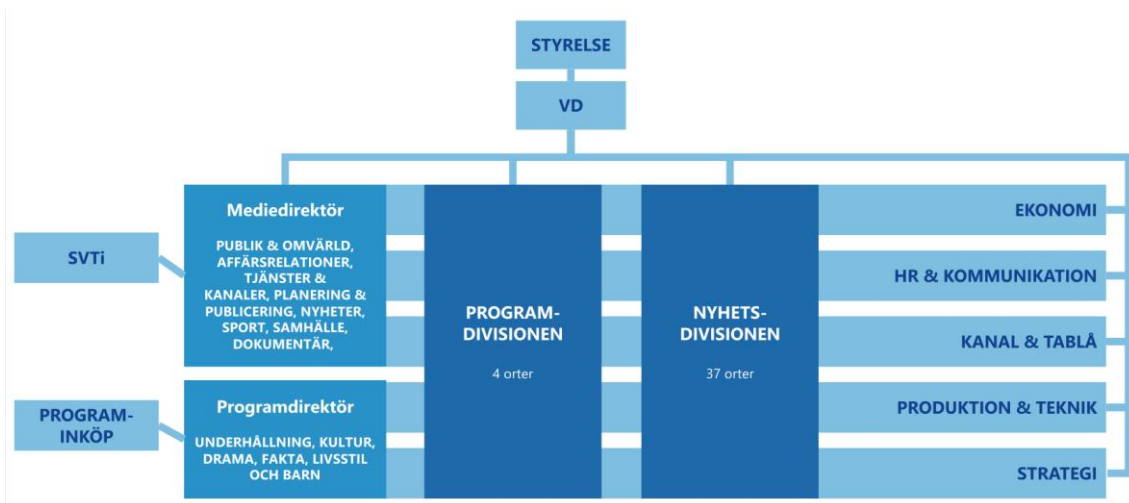 STYRELSE
VD
Mediedirektör
PUBLIK & OMVÄRLD,
AFFÄRSRELATIONER,
TJÄNSTER &
KANALER, PLANERING &
PUBLICERING, NYHETER,
SPORT, SAMHÄLLE,
DOKUMENTÄR,
SVTi
Programdirektör
UNDERHÅLLNING, KULTUR,
DRAMA, FAKTA, LIVSSTIL
OCH BARN
PROGRAM-
INKÖP
PROGRAM-
DIVISIONEN
4 orter
NYHETS-
DIVISIONEN
37 orter
EKONOMI
HR & KOMMUNIKATION
KANAL & TABLÅ
PRODUKTION & TEKNIK
STRATEGI